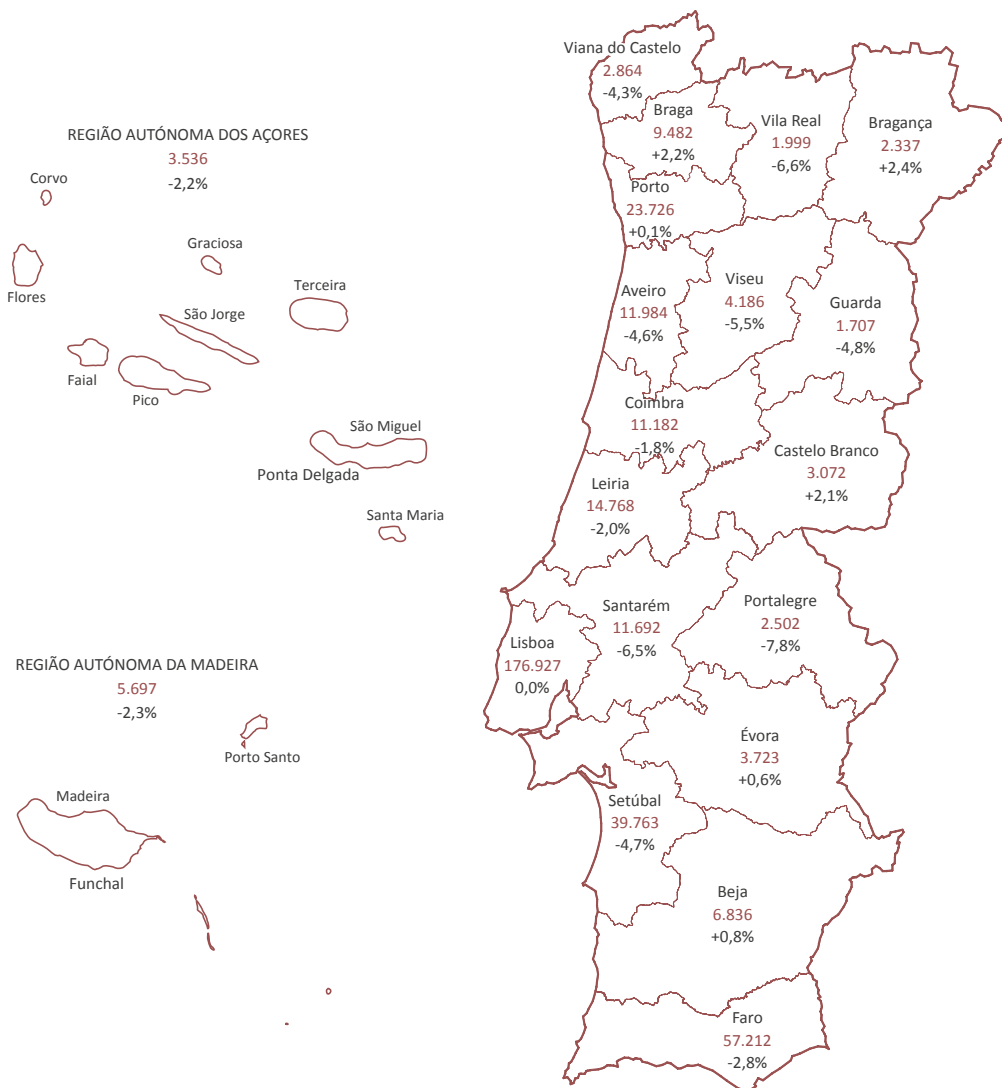 REGIÃO AUTÓNOMA DOS AÇORES
3.536
-2,2%
Corvo
Graciosa
Flores
Terceira
São Jorge
Faial
Pico
São Miguel
Ponta Delgada
Santa Maria
REGIÃO AUTÓNOMA DA MADEIRA
5.697
-2,3%
Porto Santo
Madeira
Funchal
Viana do Castelo
2.864
-4,3%
Braga
9.482
+2,2%
Vila Real
1.999
-6,6%
Bragança
2.337
+2,4%
Porto
23.726
+0,1%
Aveiro
11.984
-4,6%
Viseu
4.186
-5,5%
Guarda
1.707
-4,8%
Coimbra
11.182
-1,8%
Castelo Branco
3.072
+2,1%
Leiria
14.768
-2,0%
Santarém
11.692
-6,5%
Portalegre
2.502
-7,8%
Lisboa
176.927
0,0%
Évora
3.723
+0,6%
Setúbal
39.763
-4,7%
Beja
6.836
+0,8%
Faro
57.212
-2,8%